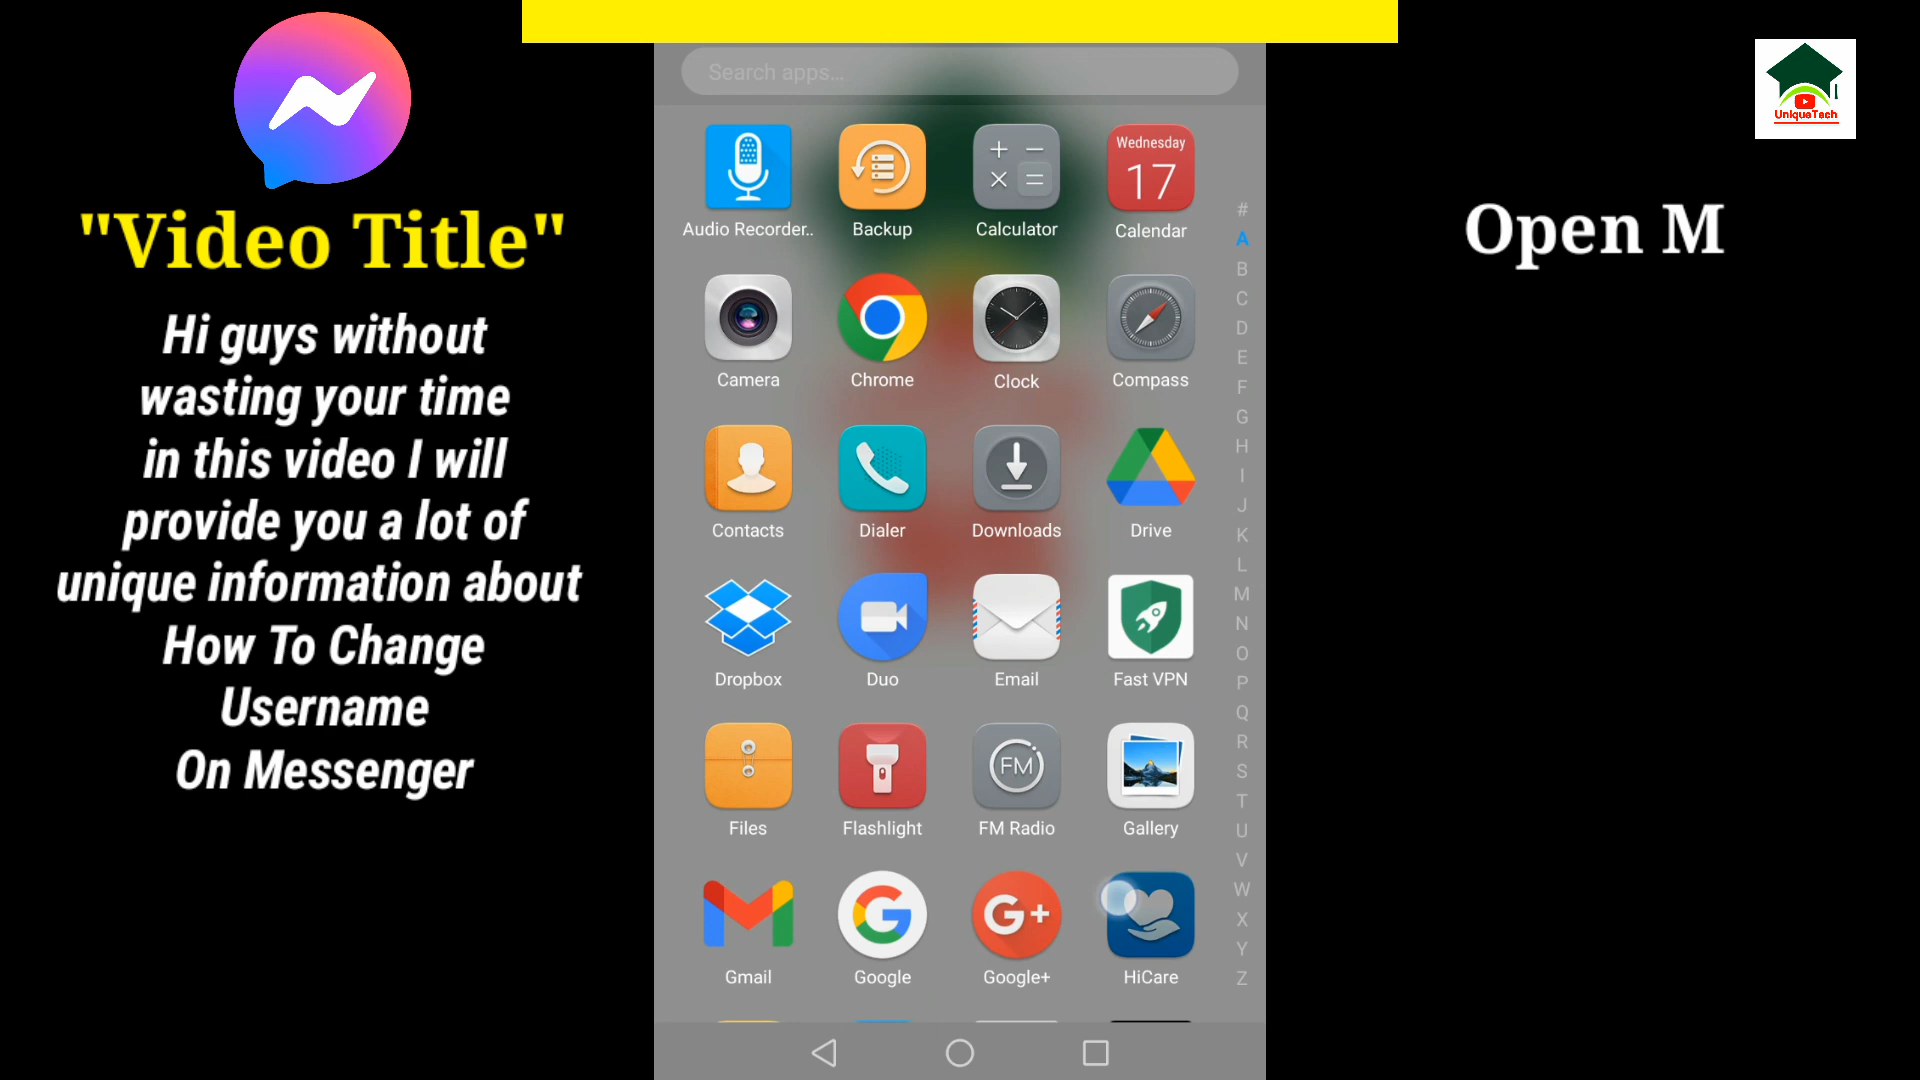 "Video Title"
Hi guys without
wasting your time
in this video I will
provide you a lot of
unique information about
How To Change
Username
On Messenger
Search apps...
Audio Recorder..
Backup
Calculator
Wednesday
17
Calendar
Camera
Chrome
Clock
Compass
Contacts
Dialer
Downloads
Drive
Dropbox
Duo
Email
Fast VPN
Files
Flashlight
FM
FM Radio
Gallery
Gmail
G
Google
G+
Google+
HiCare
#
A
B
C
D
E
F
G
H
I
J
K
L
M
N
O
P
Q
R
S
T
U
V
W
X
Y
Z
UniqueTech
Open M